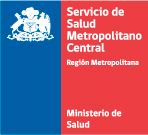 Servicio de
Salud
Metropolitano
Central
Región Metropolitana
Ministerio de
Salud